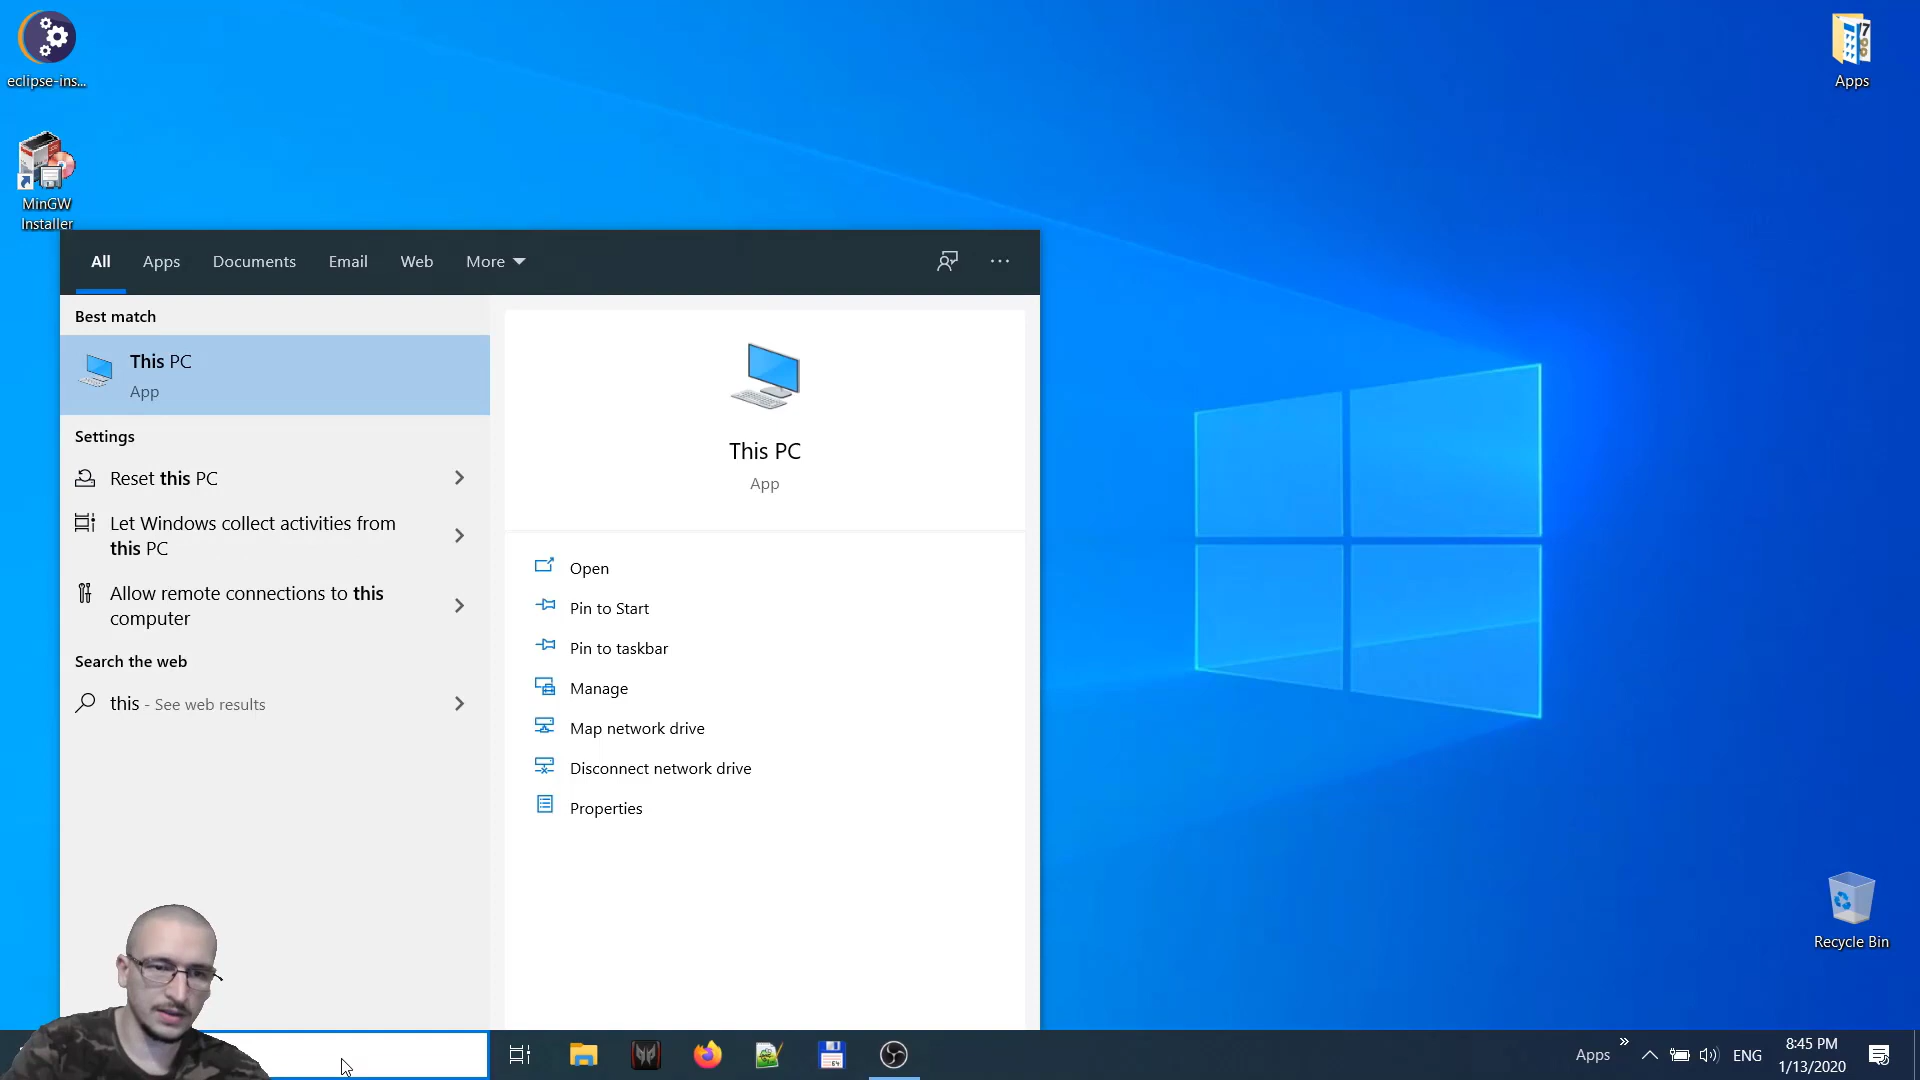 eclipse-ins...
MinGW
Installer
Apps
All
Apps
Documents
Email
Web
More
Best match
This PC
App
Settings
Reset this PC
Let Windows collect activities from
this PC
Allow remote connections to this
computer
Search the web
this - See web results
This PC
App
Open
Pin to Start
Pin to taskbar
Manage
Map network drive
Disconnect network drive
Properties
Recycle Bin
64
Apps
ENG
8:45 PM
1/13/2020